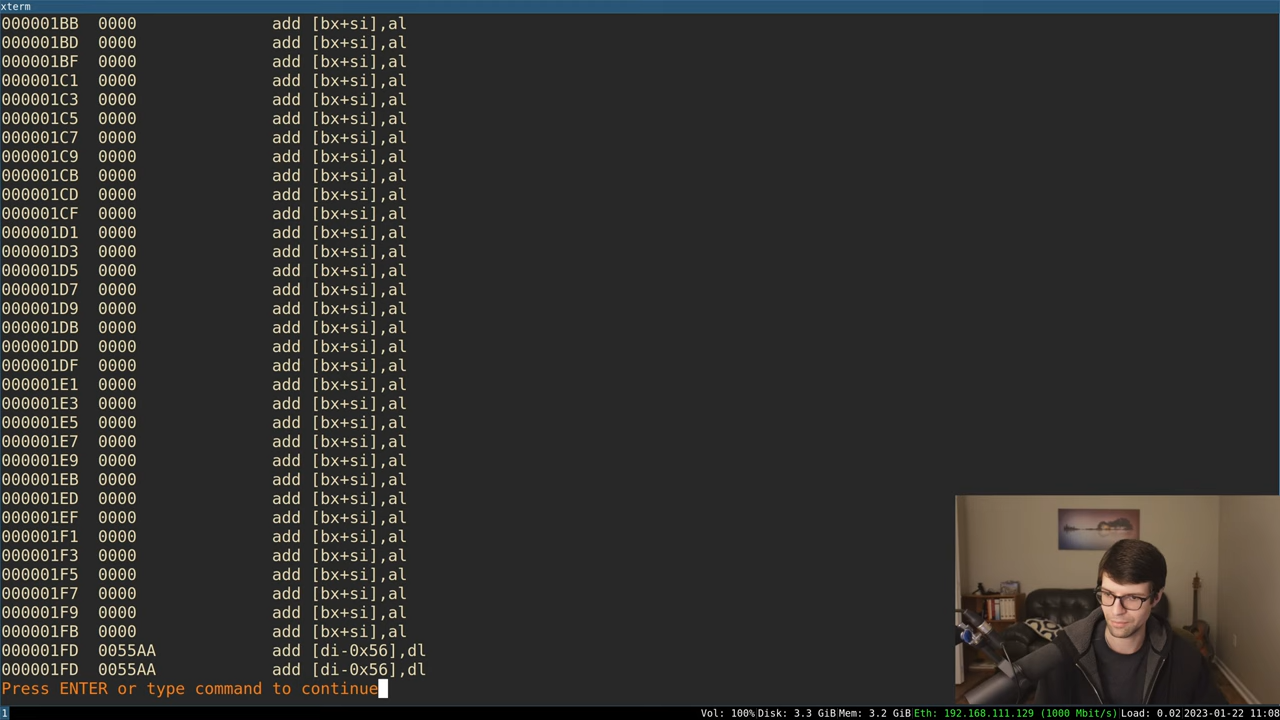 xterm
000001BB  0000              add [bx+si],al
000001BD  0000              add [bx+si],al
000001BF  0000              add [bx+si],al
000001C1  0000              add [bx+si],al
000001C3  0000              add [bx+si],al
000001C5  0000              add [bx+si],al
000001C7  0000              add [bx+si],al
000001C9  0000              add [bx+si],al
000001CB  0000              add [bx+si],al
000001CD  0000              add [bx+si],al
000001CF  0000              add [bx+si],al
000001D1  0000              add [bx+si],al
000001D3  0000              add [bx+si],al
000001D5  0000              add [bx+si],al
000001D7  0000              add [bx+si],al
000001D9  0000              add [bx+si],al
000001DB  0000              add [bx+si],al
000001DD  0000              add [bx+si],al
000001DF  0000              add [bx+si],al
000001E1  0000              add [bx+si],al
000001E3  0000              add [bx+si],al
000001E5  0000              add [bx+si],al
000001E7  0000              add [bx+si],al
000001E9  0000              add [bx+si],al
000001EB  0000              add [bx+si],al
000001ED  0000              add [bx+si],al
000001EF  0000              add [bx+si],al
000001F1  0000              add [bx+si],al
000001F3  0000              add [bx+si],al
000001F5  0000              add [bx+si],al
000001F7  0000              add [bx+si],al
000001F9  0000              add [bx+si],al
000001FB  0000              add [bx+si],al
000001FD  0055AA            add [di-0x56],dl
000001FD  0055AA            add [di-0x56],dl
Press ENTER or type command to continue
1 Vol: 100% Disk: 3.3 GiB Mem: 3.2 GiB Eth: 192.168.111.129 (1000 Mbit/s) Load: 0.02 2023-01-22 11:08